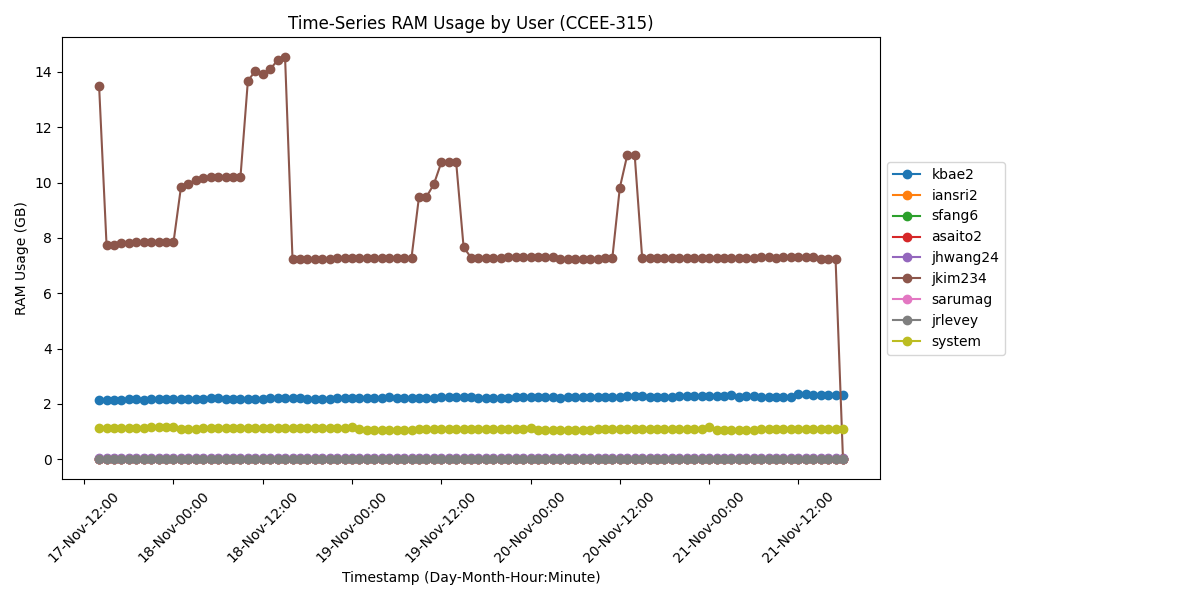 Time-Series RAM Usage by User (CCEE-315)
RAM Usage (GB)
14
12
10
8
6
4
2
0
17-Nov-12:00
18-Nov-00:00
18-Nov-12:00
19-Nov-00:00
19-Nov-12:00
20-Nov-00:00
20-Nov-12:00
21-Nov-00:00
21-Nov-12:00
Timestamp (Day-Month-Hour:Minute)
kbae2
iansri2
sfang6
asaito2
jhwang24
jkim234
sarumag
jrlevey
system